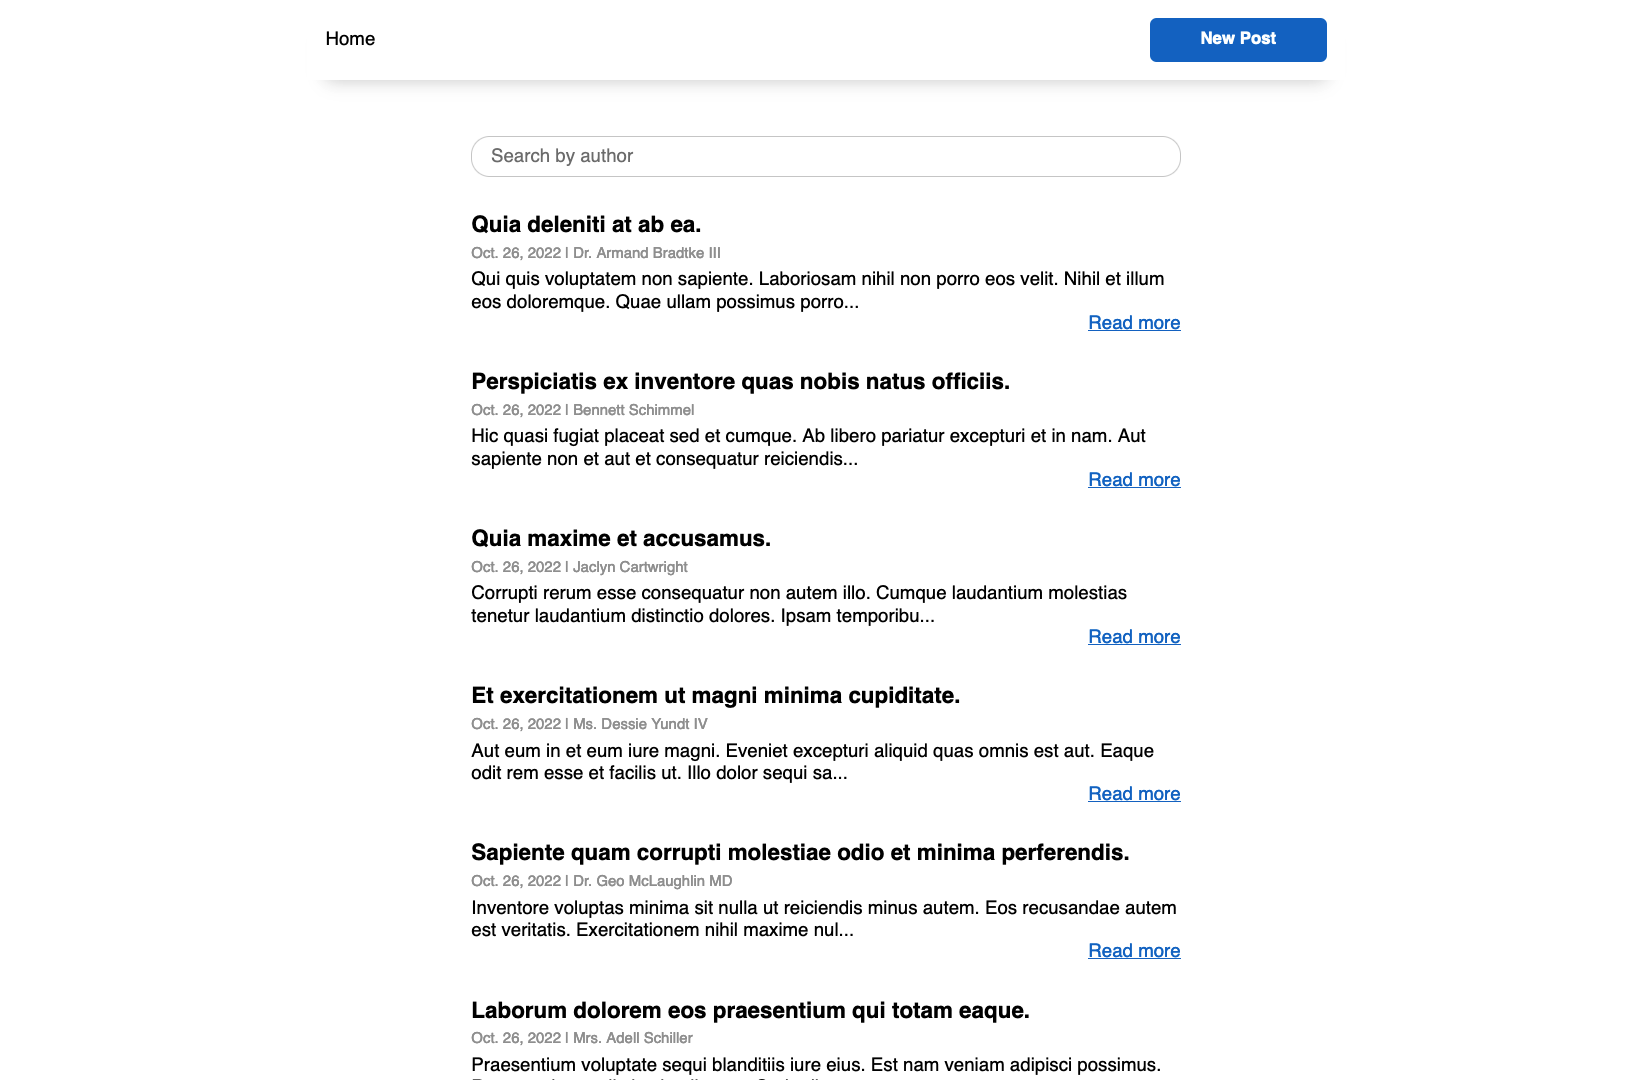 Home
New Post
Search by author
Quia deleniti at ab ea.
Oct. 26, 2022 | Dr. Armand Bradtke III
Qui quis voluptatem non sapiente. Laboriosam nihil non porro eos velit. Nihil et illum
eos doloremque. Quae ullam possimus porro...
Read more
Perspiciatis ex inventore quas nobis natus officiis.
Oct. 26, 2022 | Bennett Schimmel
Hic quasi fugiat placeat sed et cumque. Ab libero pariatur excepturi et in nam. Aut
sapiente non et aut et consequatur reiciendis...
Read more
Quia maxime et accusamus.
Oct. 26, 2022 | Jaclyn Cartwright
Corrupti rerum esse consequatur non autem illo. Cumque laudantium molestias
tenetur laudantium distinctio dolores. Ipsam temporibu...
Read more
Et exercitationem ut magni minima cupiditate.
Oct. 26, 2022 | Ms. Dessie Yundt IV
Aut eum in et eum iure magni. Eveniet excepturi aliquid quas omnis est aut. Eaque
odit rem esse et facilis ut. Illo dolor sequi sa...
Read more
Sapiente quam corrupti molestiae odio et minima perferendis.
Oct. 26, 2022 | Dr. Geo McLaughlin MD
Inventore voluptas minima sit nulla ut reiciendis minus autem. Eos recusandae autem
est veritatis. Exercitationem nihil maxime nul...
Read more
Laborum dolorem eos praesentium qui totam eaque.
Oct. 26, 2022 | Mrs. Adell Schiller
Praesentium voluptate sequi blanditiis iure eius. Est nam veniam adipisci possimus.